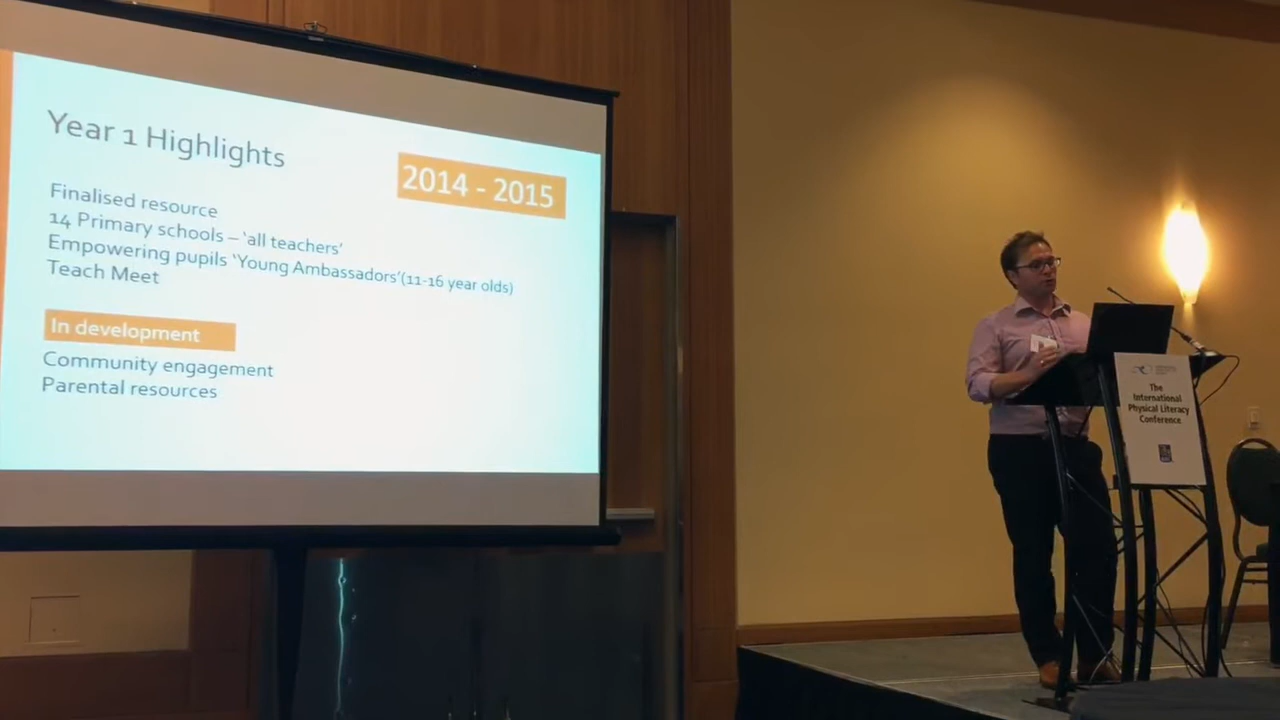 Year 1 Highlights
2014 - 2015
Finalised resource
14 Primary schools – ‘all teachers’
Empowering pupils ‘Young Ambassadors’(11-16 year olds)
Teach Meet
In development
Community engagement
Parental resources
The
International
Physical Literacy
Conference
RBC